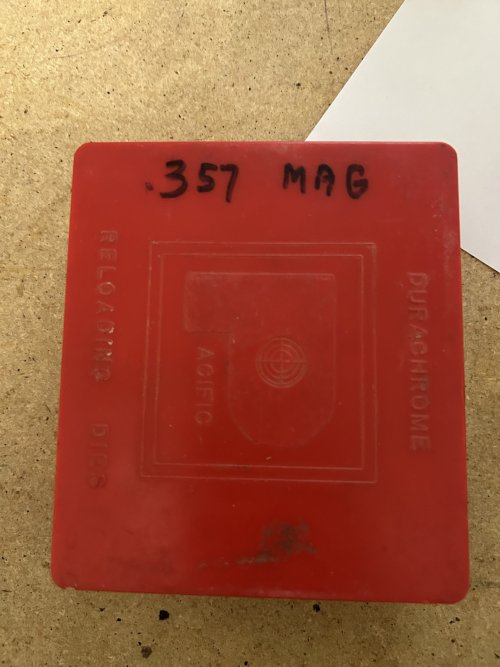 .357 MAG
RELOADING DIES
ACIFIC
DURACHROME